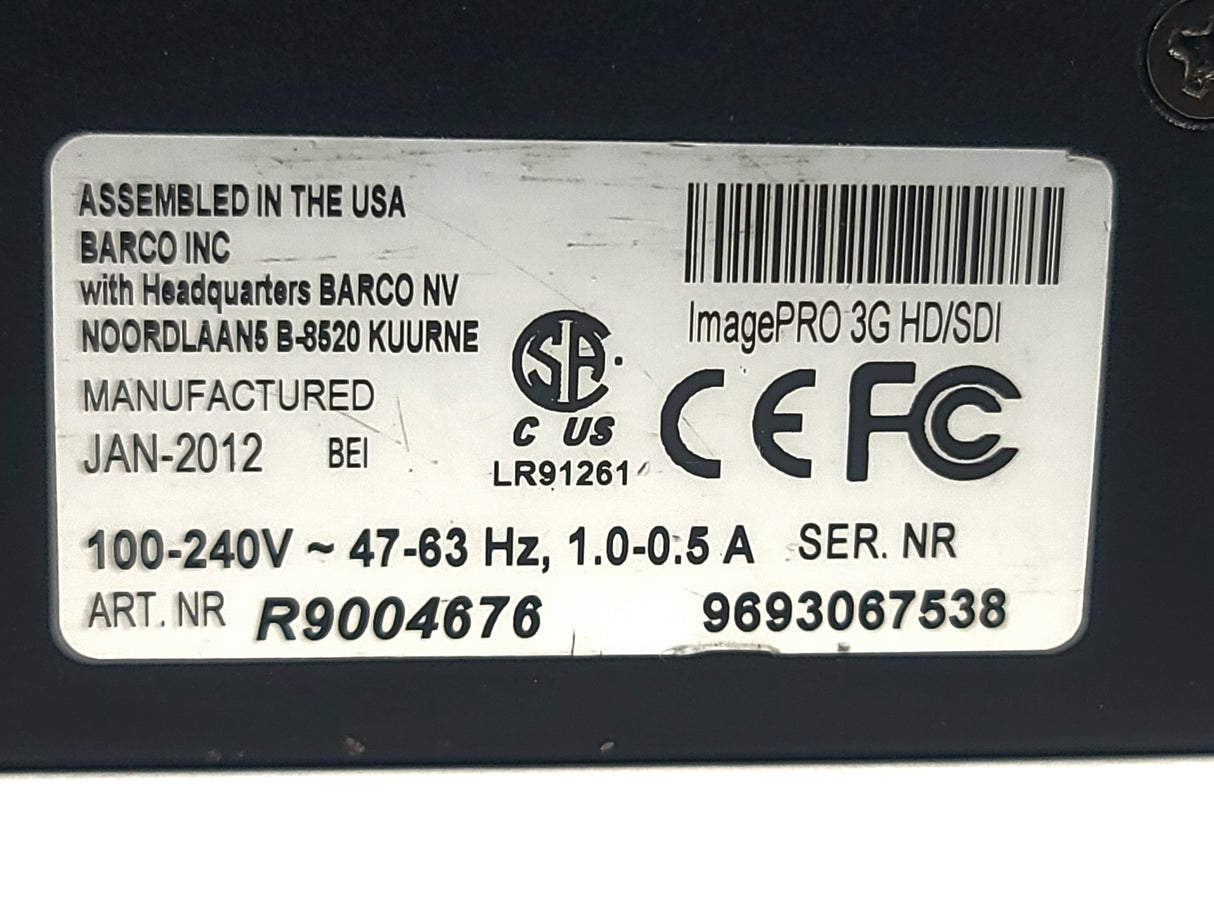 ASSEMBLED IN THE USA
BARCO INC
with Headquarters BARCO NV
NOORDLAAN5 B-8520 KUURNE
MANUFACTURED
JAN-2012 BEI
ImagePRO 3G HD/SDI
SA.
C US
LR91261
CE FC
100-240V ~ 47-63 Hz, 1.0-0.5 A SER. NR
ART. NR R9004676 9693067538